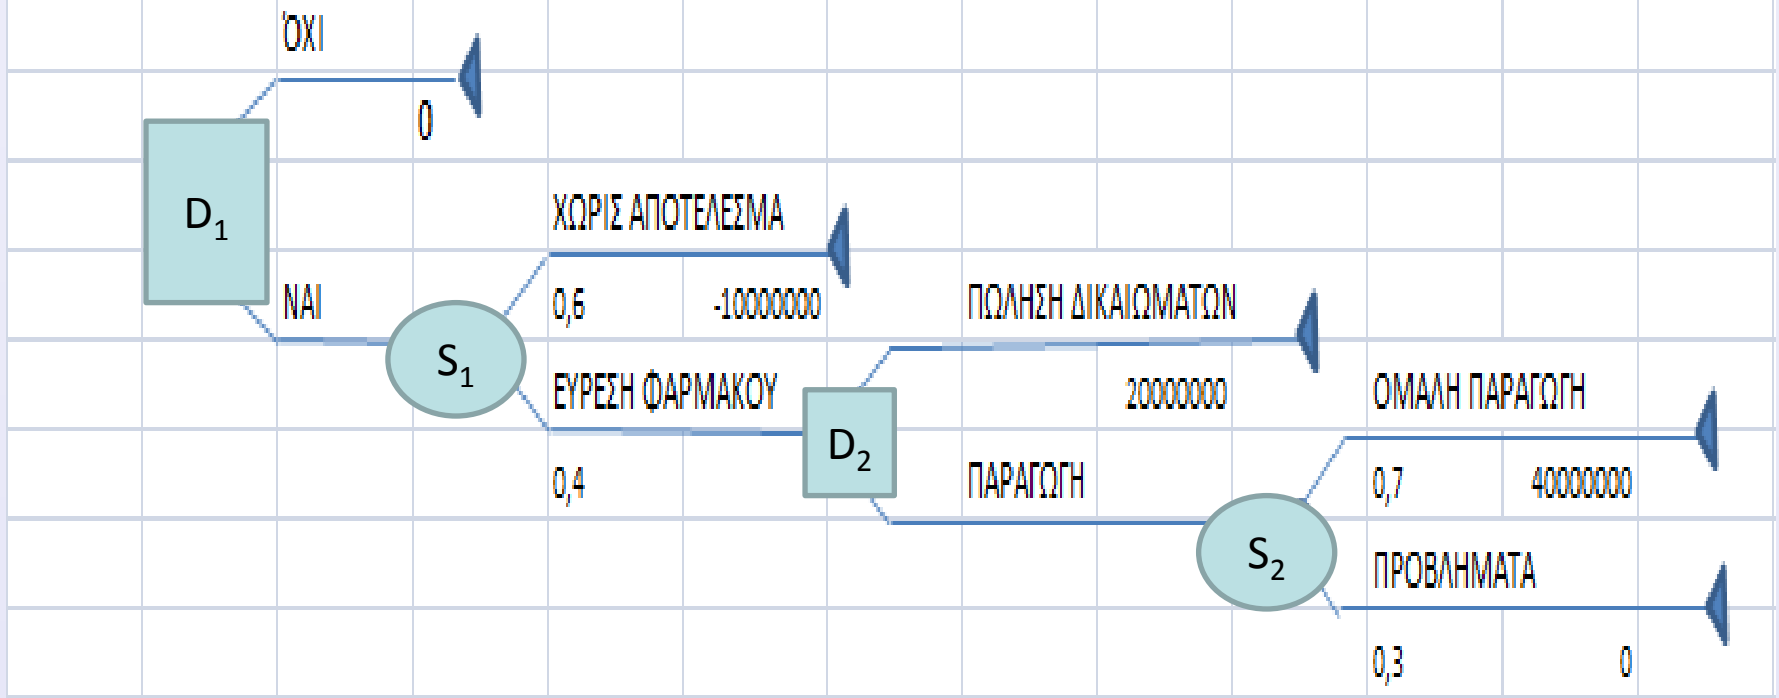 ΌΧΙ
0
D1
ΧΩΡΙΣ ΑΠΟΤΕΛΕΣΜΑ
ΝΑΙ
0,6 -10000000
ΠΩΛΗΣΗ ΔΙΚΑΙΩΜΑΤΩΝ
S1
ΕΥΡΕΣΗ ΦΑΡΜΑΚΟΥ
20000000
ΟΜΑΛΗ ΠΑΡΑΓΩΓΗ
D2
0,4
ΠΑΡΑΓΩΓΗ
0,7 40000000
S2
ΠΡΟΒΛΗΜΑΤΑ
0,3 0